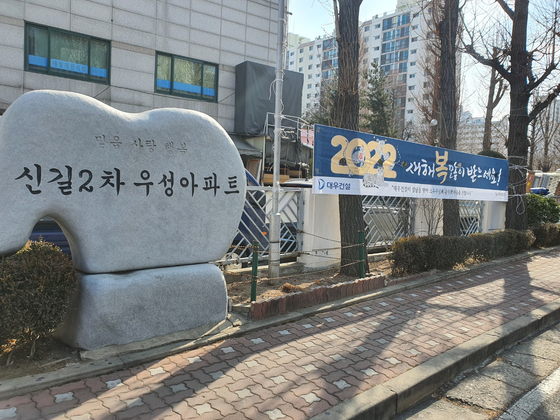 믿음 사랑 행복
신길2차우성아파트
2022 새해 복 많이 받으세요!
대우건설